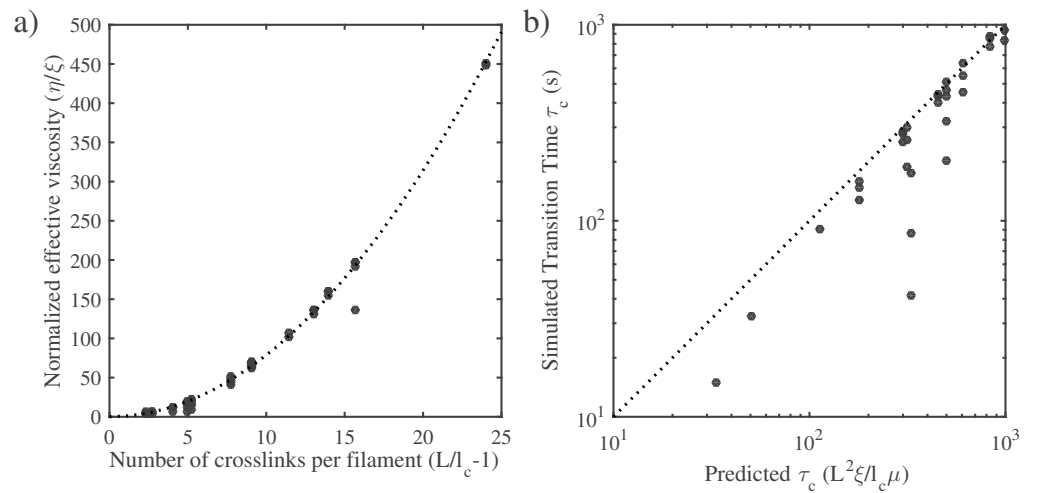 a)
Normalized effective viscosity (η/ξ)
500
450
400
350
300
250
200
150
100
50
0
0 5 10 15 20 25
Number of crosslinks per filament (L/l_c-1)
b)
Simulated Transition Time τ_c (s)
10^3
10^2
10^1
10^1 10^2 10^3
Predicted τ_c (L^2ξ/l_cμ)